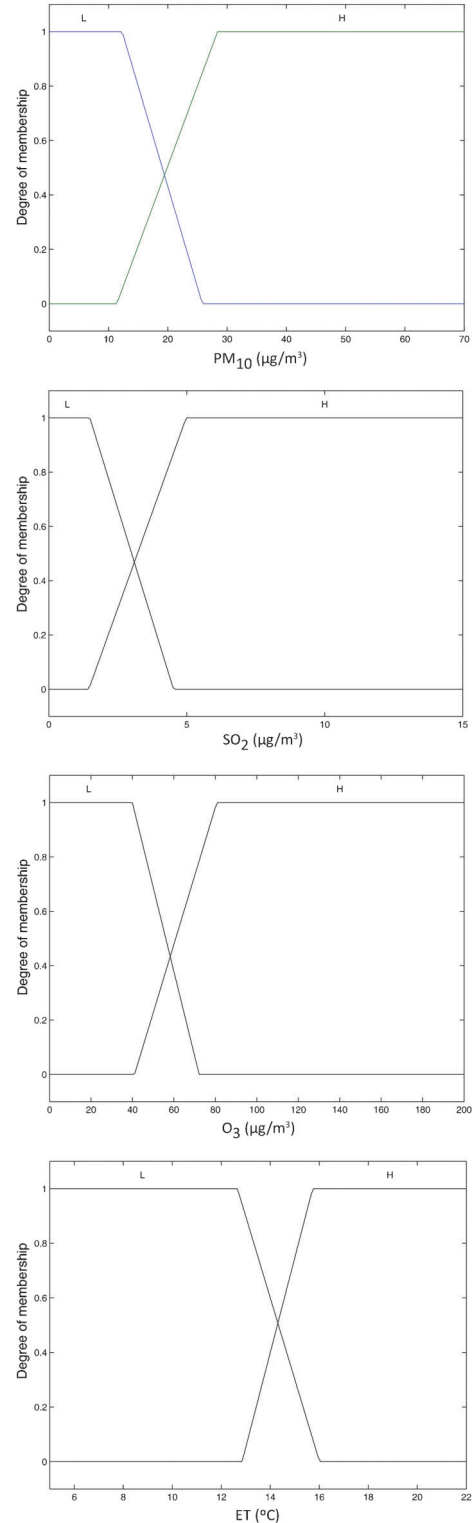 L H
1
0.8
0.6
0.4
0.2
0
Degree of membership
0 10 20 30 40 50 60 70
PM10 (µg/m³)
L H
1
0.8
0.6
0.4
0.2
0
Degree of membership
0 5 10 15
SO2 (µg/m³)
L H
1
0.8
0.6
0.4
0.2
0
Degree of membership
0 20 40 60 80 100 120 140 160 180 200
O3 (µg/m³)
L H
1
0.8
0.6
0.4
0.2
0
Degree of membership
6 8 10 12 14 16 18 20 22
ET (ºC)